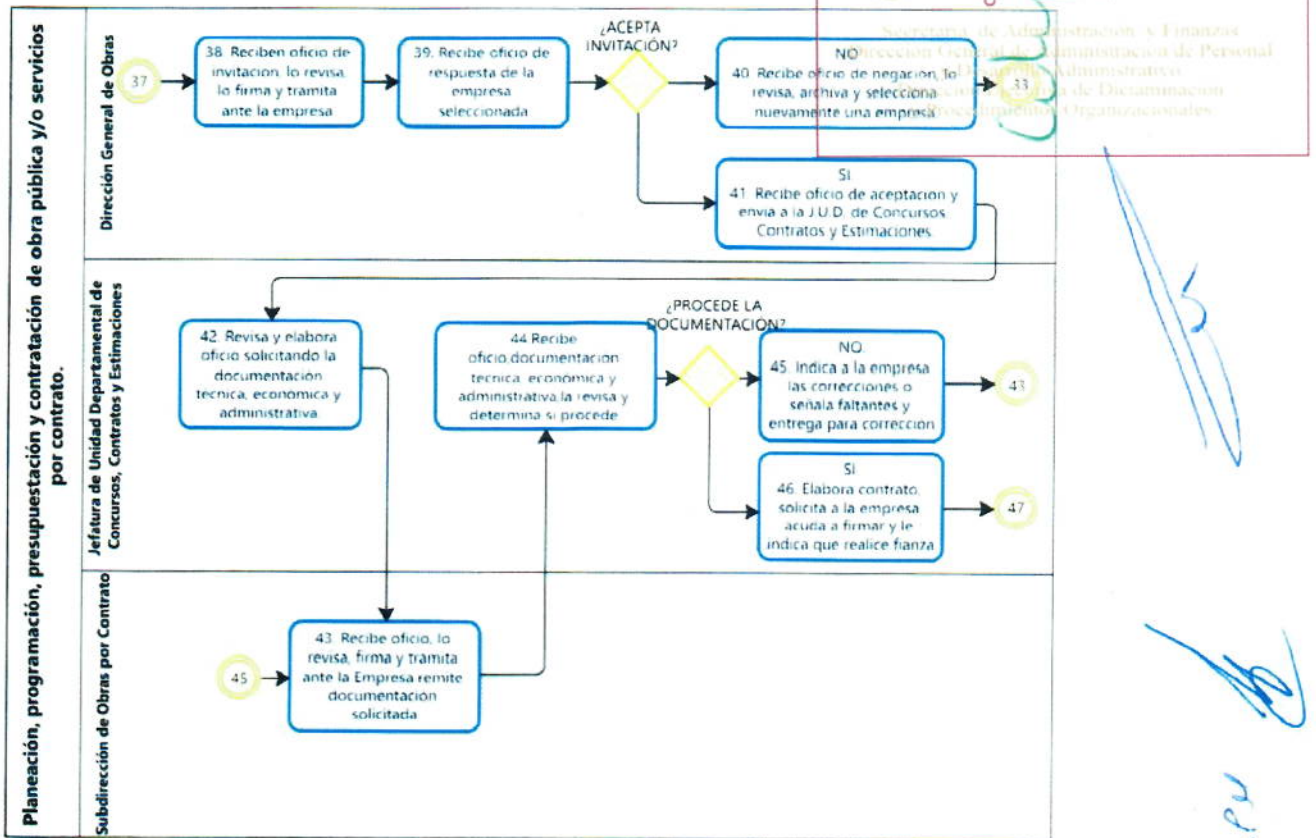 Planeación, programación, presupuestación y contratación de obra pública y/o servicios
por contrato.
Dirección General de Obras
37
38. Reciben oficio de
invitación, lo revisa,
lo firma y tramita
ante la empresa
39. Recibe oficio de
respuesta de la
empresa
seleccionada
¿ACEPTA
INVITACIÓN?
NO
40. Recibe oficio de negación, lo
revisa, archiva y selecciona
nuevamente una empresa
33
SI
41. Recibe oficio de aceptación y
envía a la J.U.D. de Concursos
Contratos y Estimaciones
Secretaría de Administración y Finanzas
Dirección General de Administración de Personal
Desarrollo Administrativo
de Dictaminación
Procedimientos Organizacionales
Jefatura de Unidad Departamental de
Concursos, Contratos y Estimaciones
42. Revisa y elabora
oficio solicitando la
documentación
técnica, económica y
administrativa
44 Recibe
oficio,documentación
técnica, económica y
administrativa,la revisa y
determina si procede
¿PROCEDE LA
DOCUMENTACIÓN?
NO.
45. Indica a la empresa
las correcciones o
señala faltantes y
entrega para corrección
43
SI
46. Elabora contrato,
solicita a la empresa
acuda a firmar y le
indica que realice fianza
47
Subdirección de Obras por Contrato
45
43. Recibe oficio, lo
revisa, firma y tramita
ante la Empresa remite
documentación
solicitada